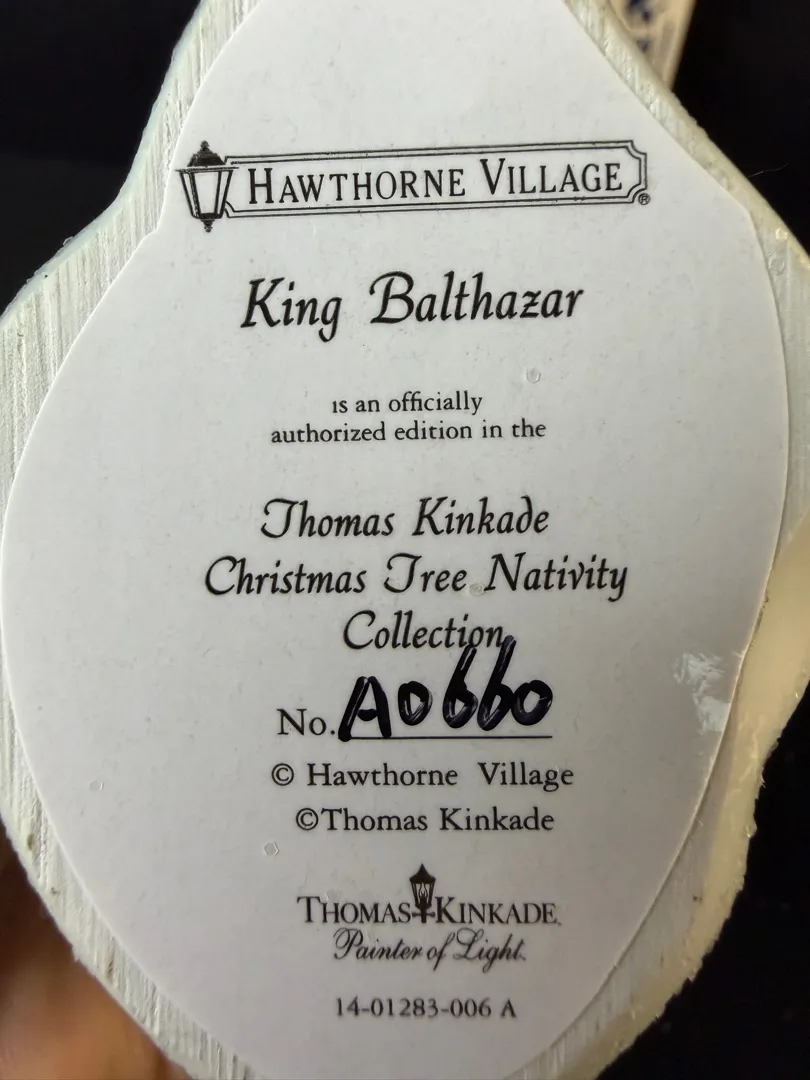 HAWTHORNE VILLAGE®
King Balthazar
is an officially
authorized edition in the
Thomas Kinkade
Christmas Tree Nativity
Collection
No. A0660
© Hawthorne Village
©Thomas Kinkade
THOMAS KINKADE
Painter of Light
14-01283-006 A